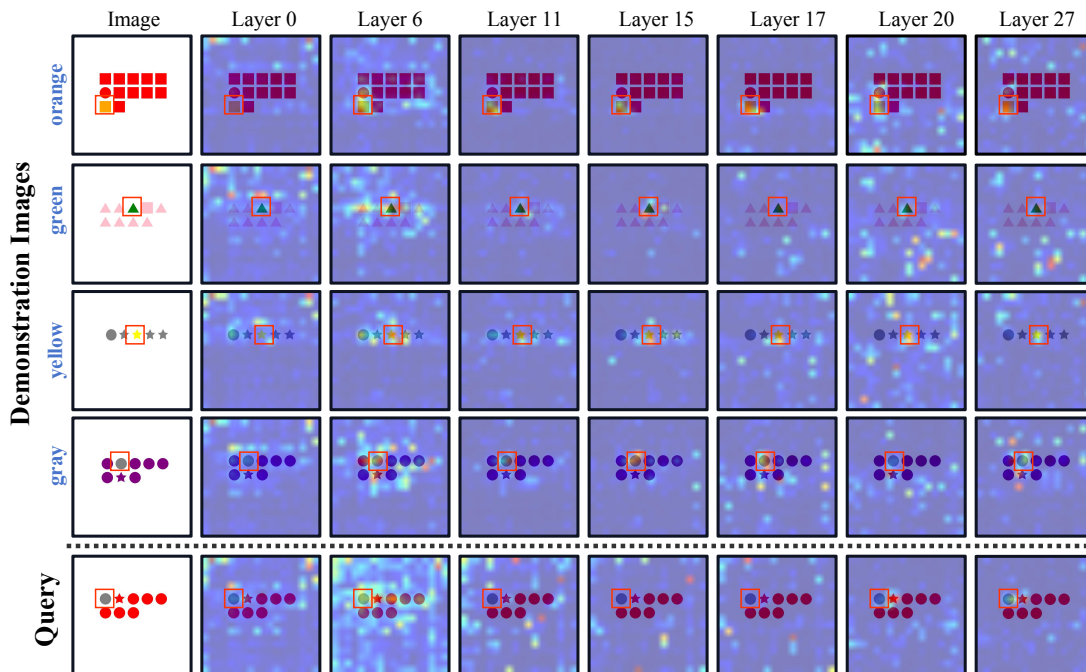 Image Layer 0 Layer 6 Layer 11 Layer 15 Layer 17 Layer 20 Layer 27
Demonstration Images
orange
green
yellow
gray
Query